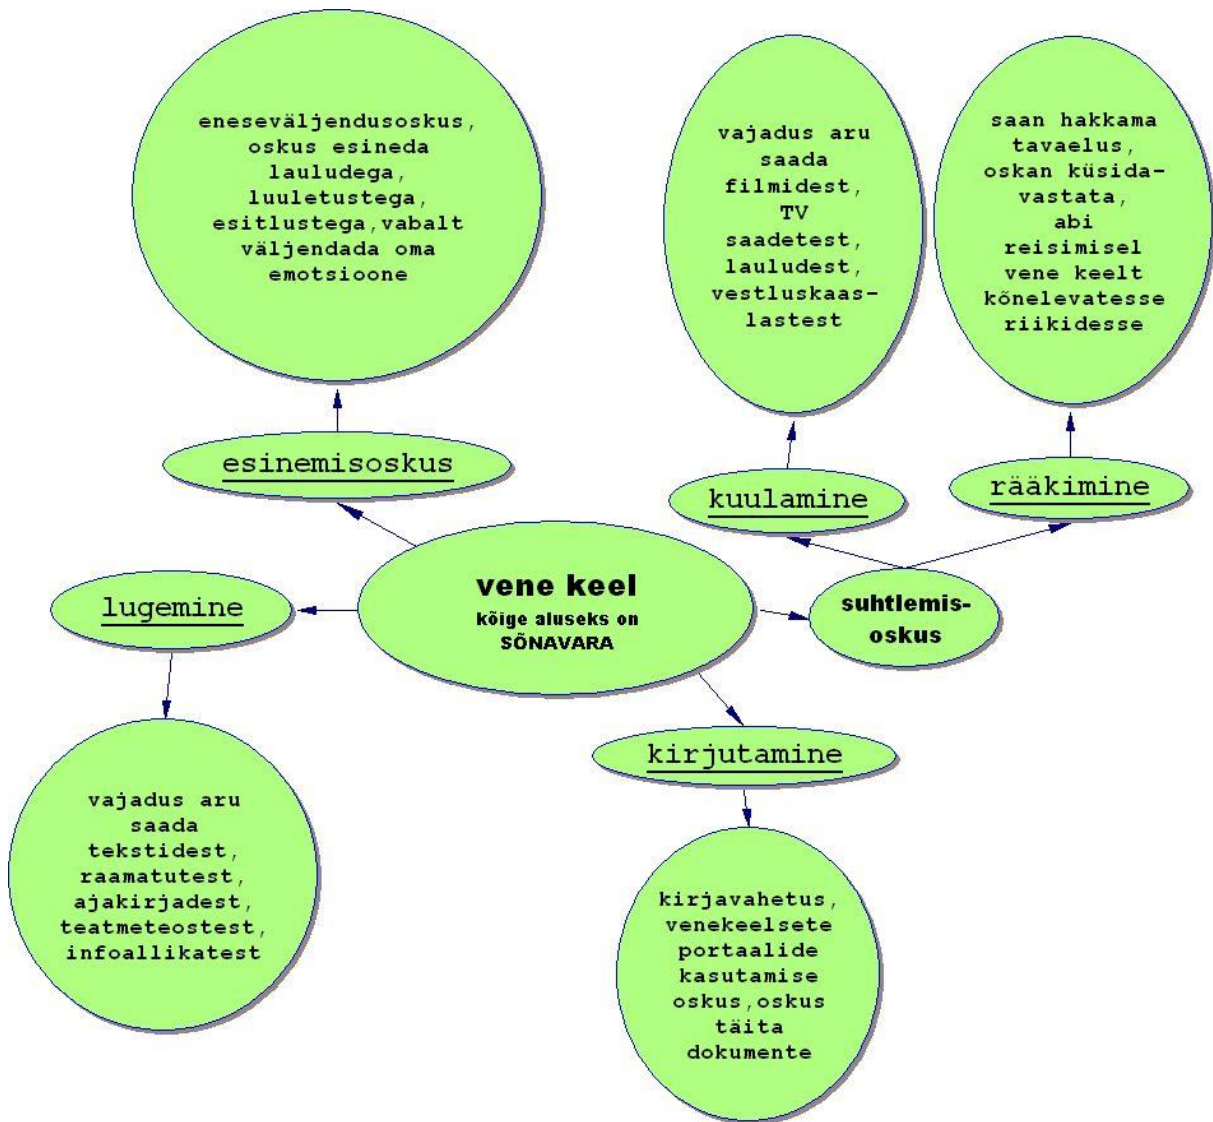 eneseväljendusoskus,
oskus esineda
lauludega,
luuletustega,
esitlustega,vabalt
väljendada oma
emotsioone
vajadus aru
saada
filmidest,
TV
saadetest,
lauludest,
vestluskaas-
lastest
saan hakkama
tavaelus,
oskan küsida-
vastata,
abi
reisimisel
vene keelt
kõnelevatesse
riikidesse
esinemisoskus
kuulamine
rääkimine
lugemine
vene keel
kõige aluseks on
SÕNAVARA
suhtlemis-
oskus
kirjutamine
vajadus aru
saada
tekstidest,
raamatutest,
ajakirjadest,
teatmeteostest,
infoallikatest
kirjavahetus,
venekeelsete
portaalide
kasutamise
oskus,oskus
täita
dokumente